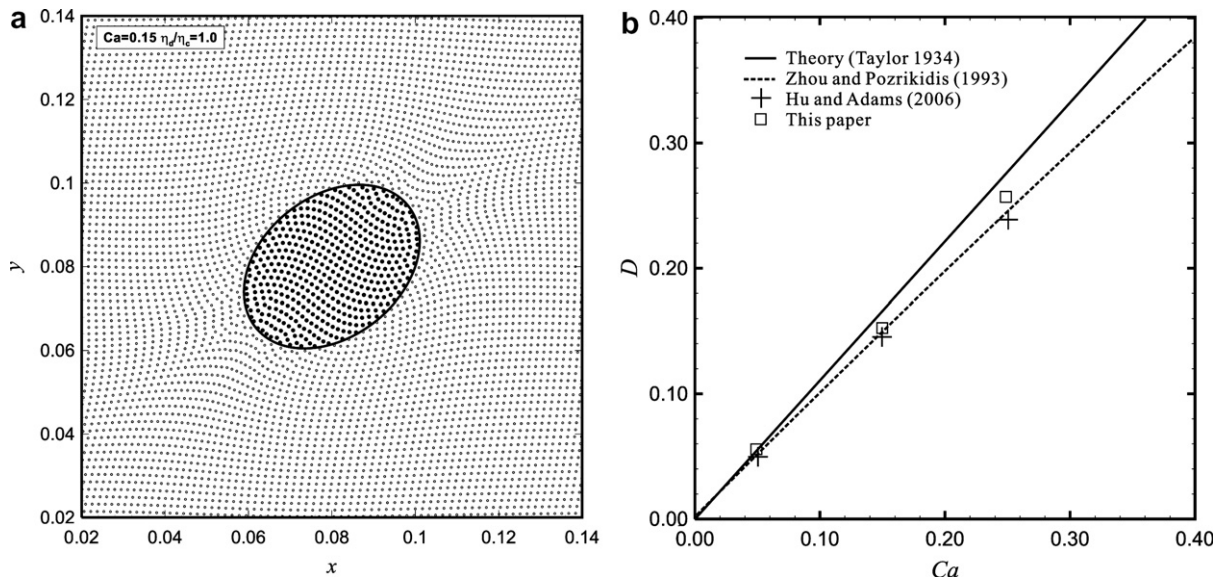 a
Ca=0.15 ηd/ηc=1.0
0.14
0.12
0.1
0.08
0.06
0.04
0.02
y
0.02 0.04 0.06 0.08 0.1 0.12 0.14
x
b
Theory (Taylor 1934)
Zhou and Pozrikidis (1993)
Hu and Adams (2006)
This paper
0.40
0.30
0.20
0.10
0.00
D
0.00 0.10 0.20 0.30 0.40
Ca